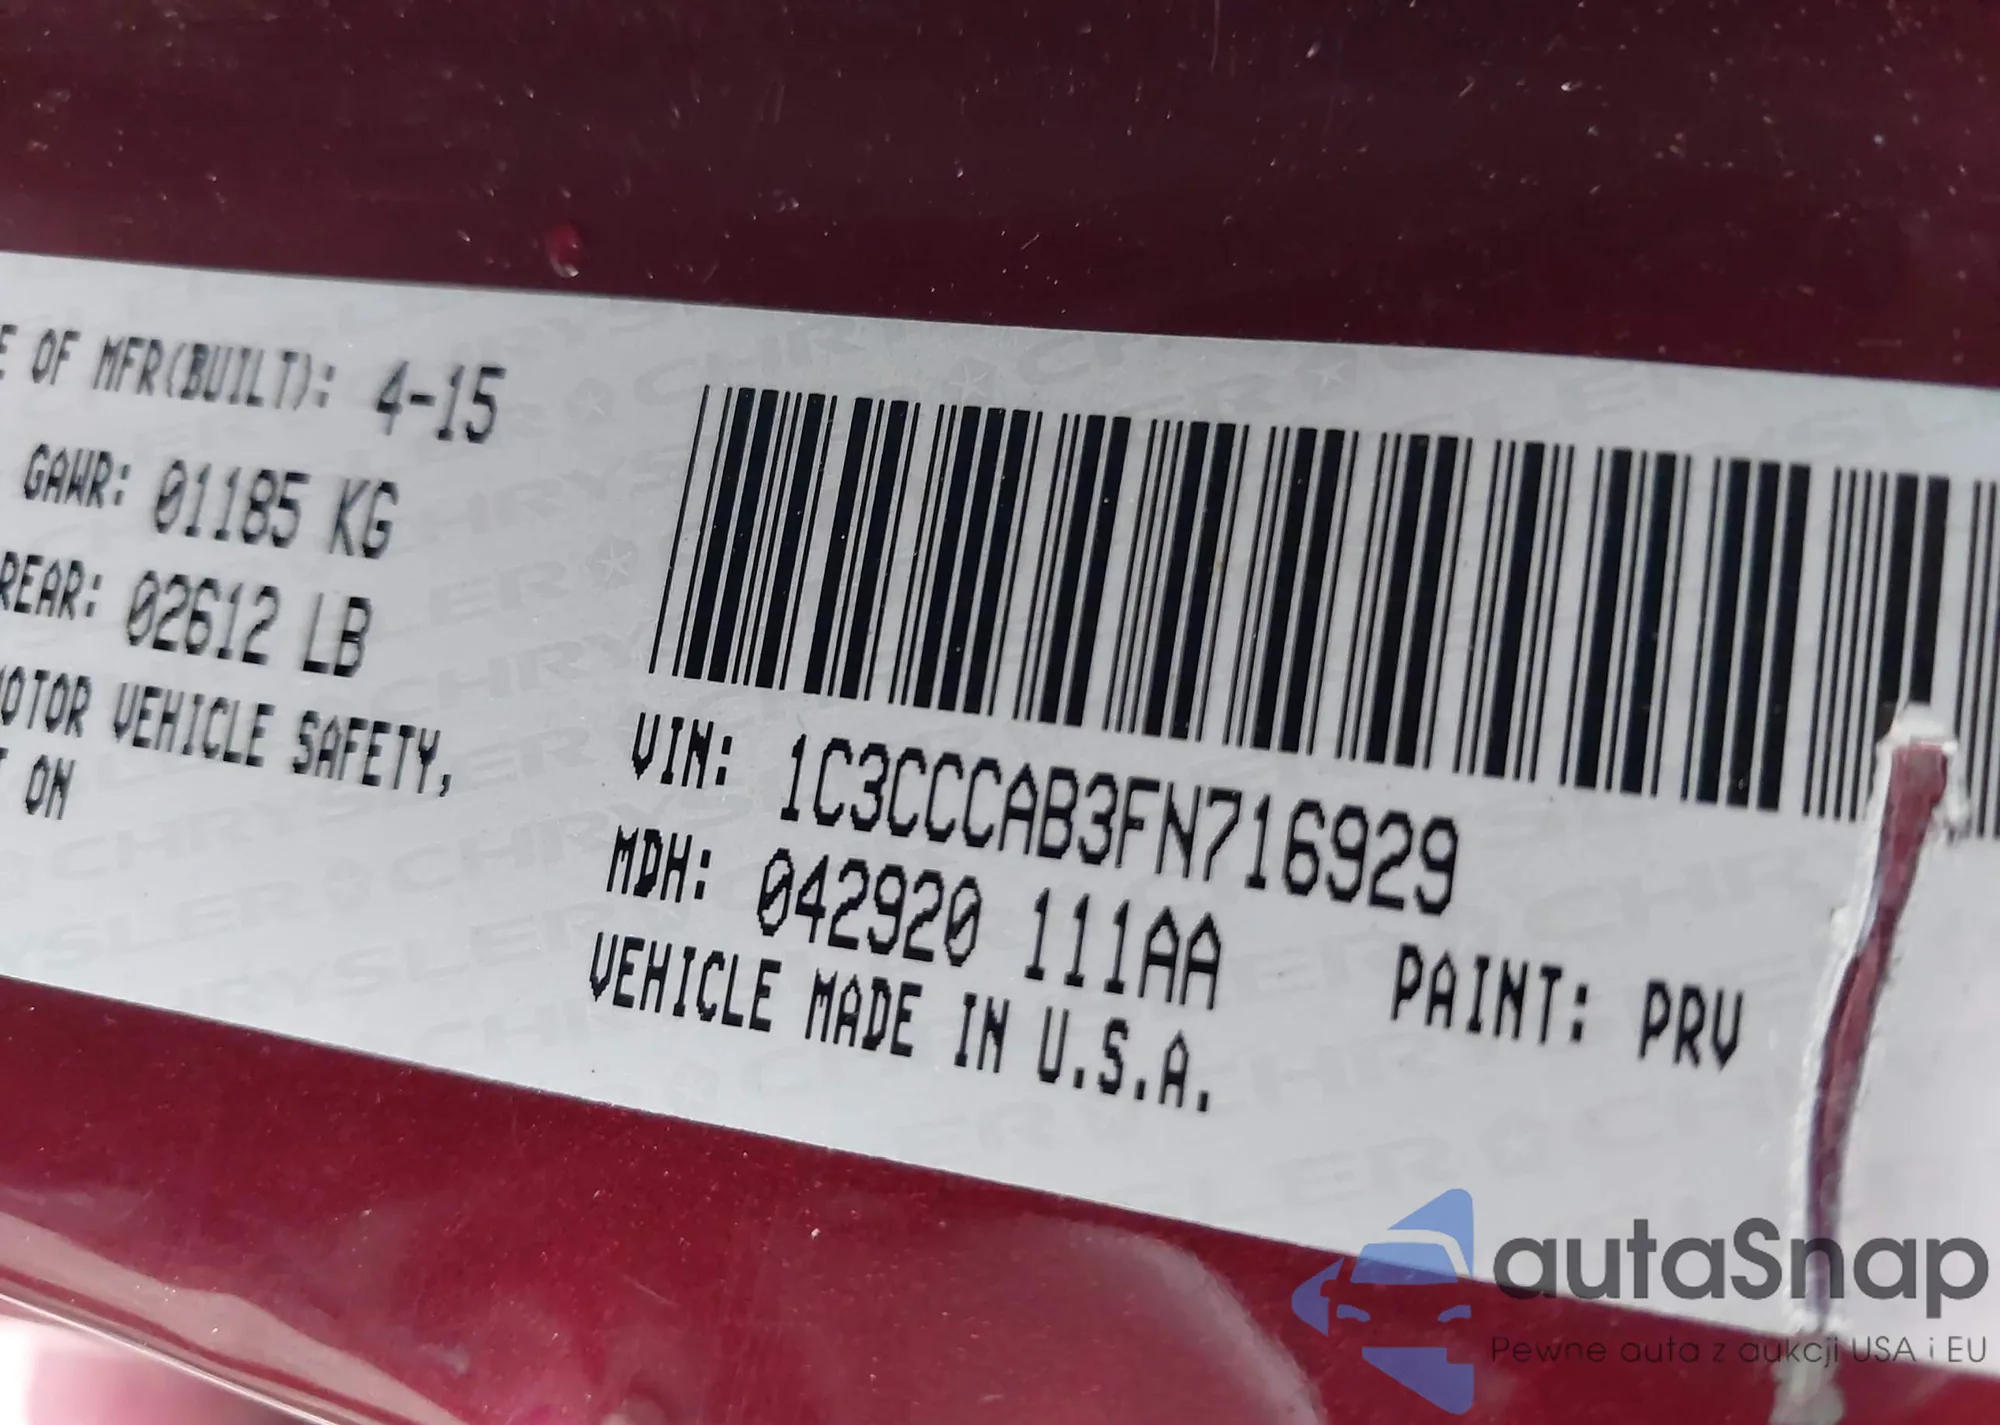 E OF MFR(BUILT): 4-15
GAWR: 01185 KG
REAR: 02612 LB
MOTOR VEHICLE SAFETY,
T ON
VIN: 1C3CCCAB3FN716929
MDH: 042920 111AA
PAINT: PRV
VEHICLE MADE IN U.S.A.
autaSnap
Pewne auta z aukcji USA i EU